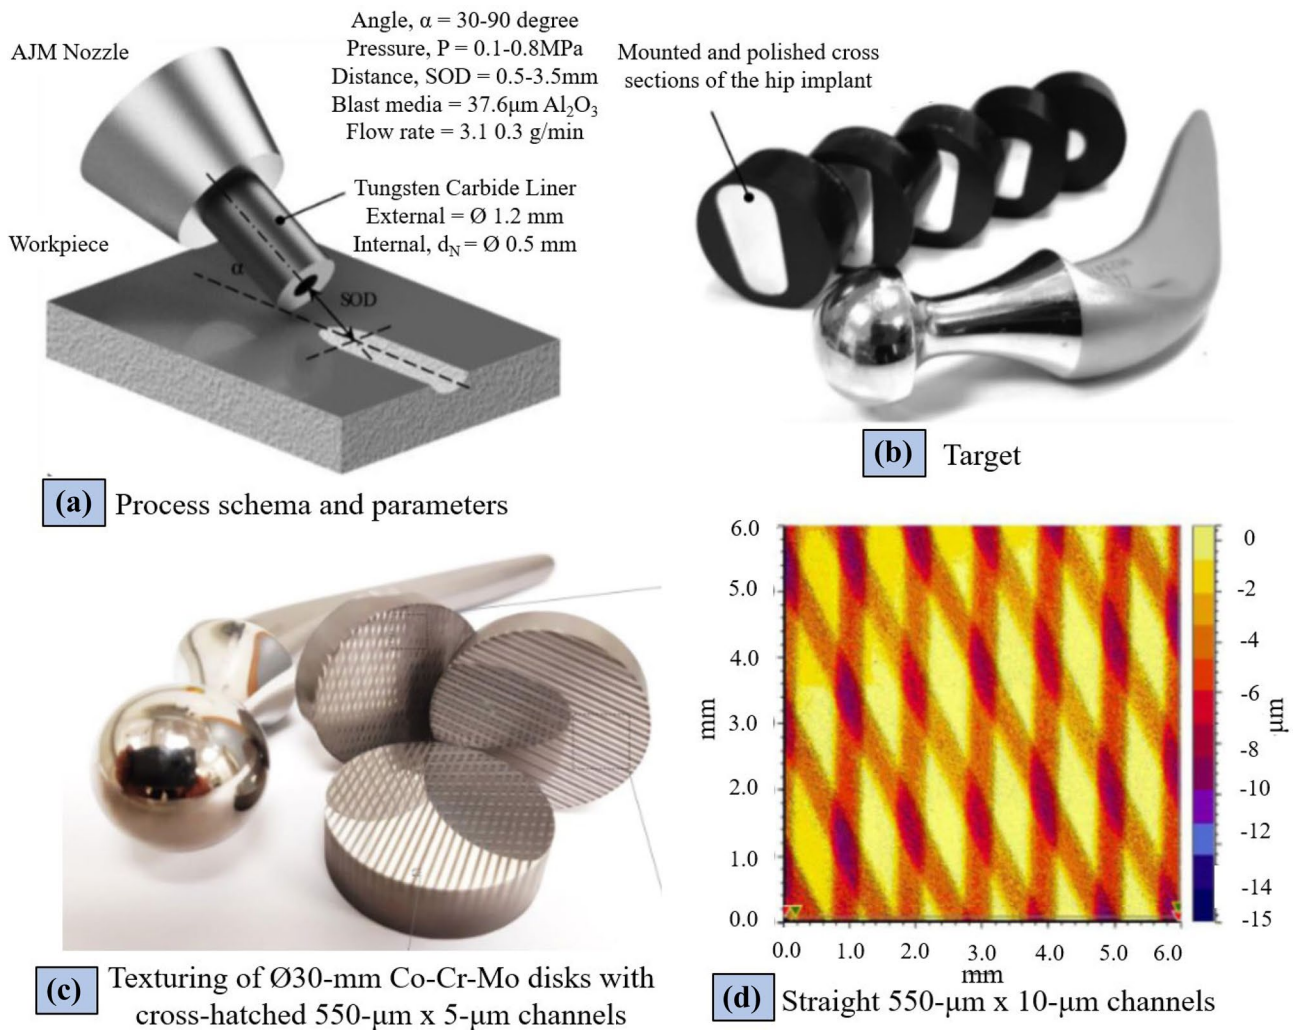 AJM Nozzle
Angle, α = 30-90 degree
Pressure, P = 0.1-0.8MPa
Distance, SOD = 0.5-3.5mm
Blast media = 37.6µm Al₂O₃
Flow rate = 3.1 0.3 g/min
Tungsten Carbide Liner
External = Ø 1.2 mm
Internal, dN = Ø 0.5 mm
Workpiece
α
SOD
(a) Process schema and parameters
Mounted and polished cross
sections of the hip implant
(b) Target
(c) Texturing of Ø30-mm Co-Cr-Mo disks with
cross-hatched 550-µm x 5-µm channels
6.0
5.0
4.0
3.0
2.0
1.0
0.0
mm
0.0 1.0 2.0 3.0 4.0 5.0 6.0
mm
0
-2
-4
-6
-8
-10
-12
-14
-15
µm
(d) Straight 550-µm x 10-µm channels